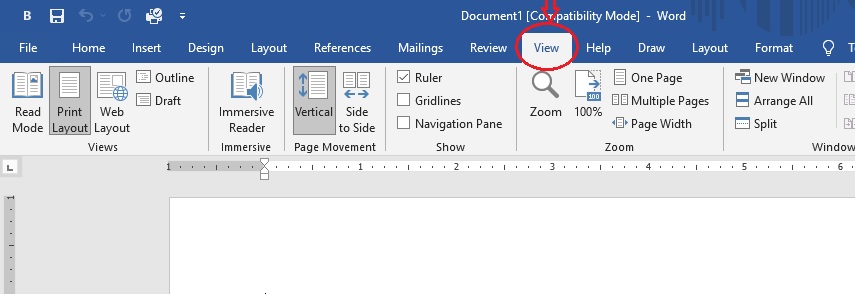 B Document1 [Compatibility Mode] - Word
File Home Insert Design Layout References Mailings Review View Help Draw Layout Format
Outline Ruler One Page New Window
Draft Gridlines Multiple Pages Arrange All
Read Print Web Immersive Vertical Side Navigation Pane Zoom 100% Page Width Split
Mode Layout Layout Reader to Side
Views Immersive Page Movement Show Zoom Window
1 1 2 3 4 5 6
1